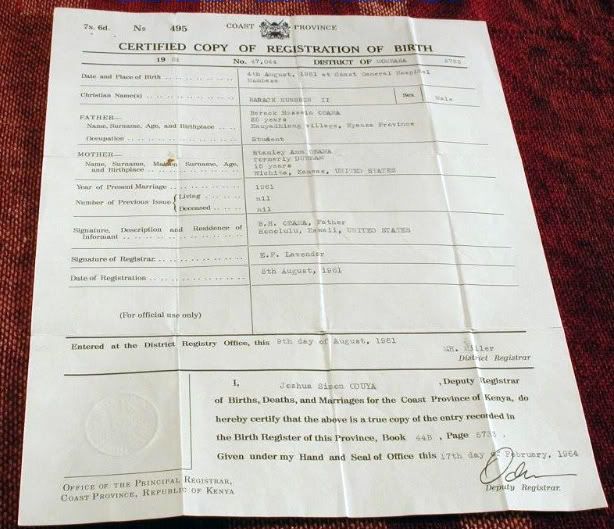 7s. 6d. No 495 COAST PROVINCE
CERTIFIED COPY OF REGISTRATION OF BIRTH
19 61 No. 47,044 DISTRICT OF MOMBASA 5733
Date and Place of Birth 4th August, 1961 at Coast General Hospital
Mombasa
Christian Name(s) BARACK HUSSEIN II Sex Male
FATHER—
Barack Hussein OBAMA
Name, Surname, Age, and Birthplace 26 years
Village, Nyanza Province
Occupation Student
MOTHER—
Stanley Ann OBAMA
formerly DUNHAM
Name, Surname, Maiden Surname, Age, and Birthplace
18 years
Wichita, Kansas, UNITED STATES
Year of Present Marriage 1961
Number of Previous Issue
Living nil
Deceased nil
Signature, Description and Residence of Informant
B.H. OBAMA, Father
Honolulu, Hawaii, UNITED STATES
Signature of Registrar E.F. Lavender
Date of Registration 5th August, 1961
(For official use only)
Entered at the District Registry Office, this 9th day of August, 1961
MH. Miller
District Registrar
I, Joshua Simon ODUYA , Deputy Registrar
of Births, Deaths, and Marriages for the Coast Province of Kenya, do
hereby certify that the above is a true copy of the entry recorded in
the Birth Register of this Province, Book 44B , Page 5733 .
Given under my Hand and Seal of Office this 17th day of February, 1964
OFFICE OF THE PRINCIPAL REGISTRAR,
COAST PROVINCE, REPUBLIC OF KENYA
Deputy Registrar.